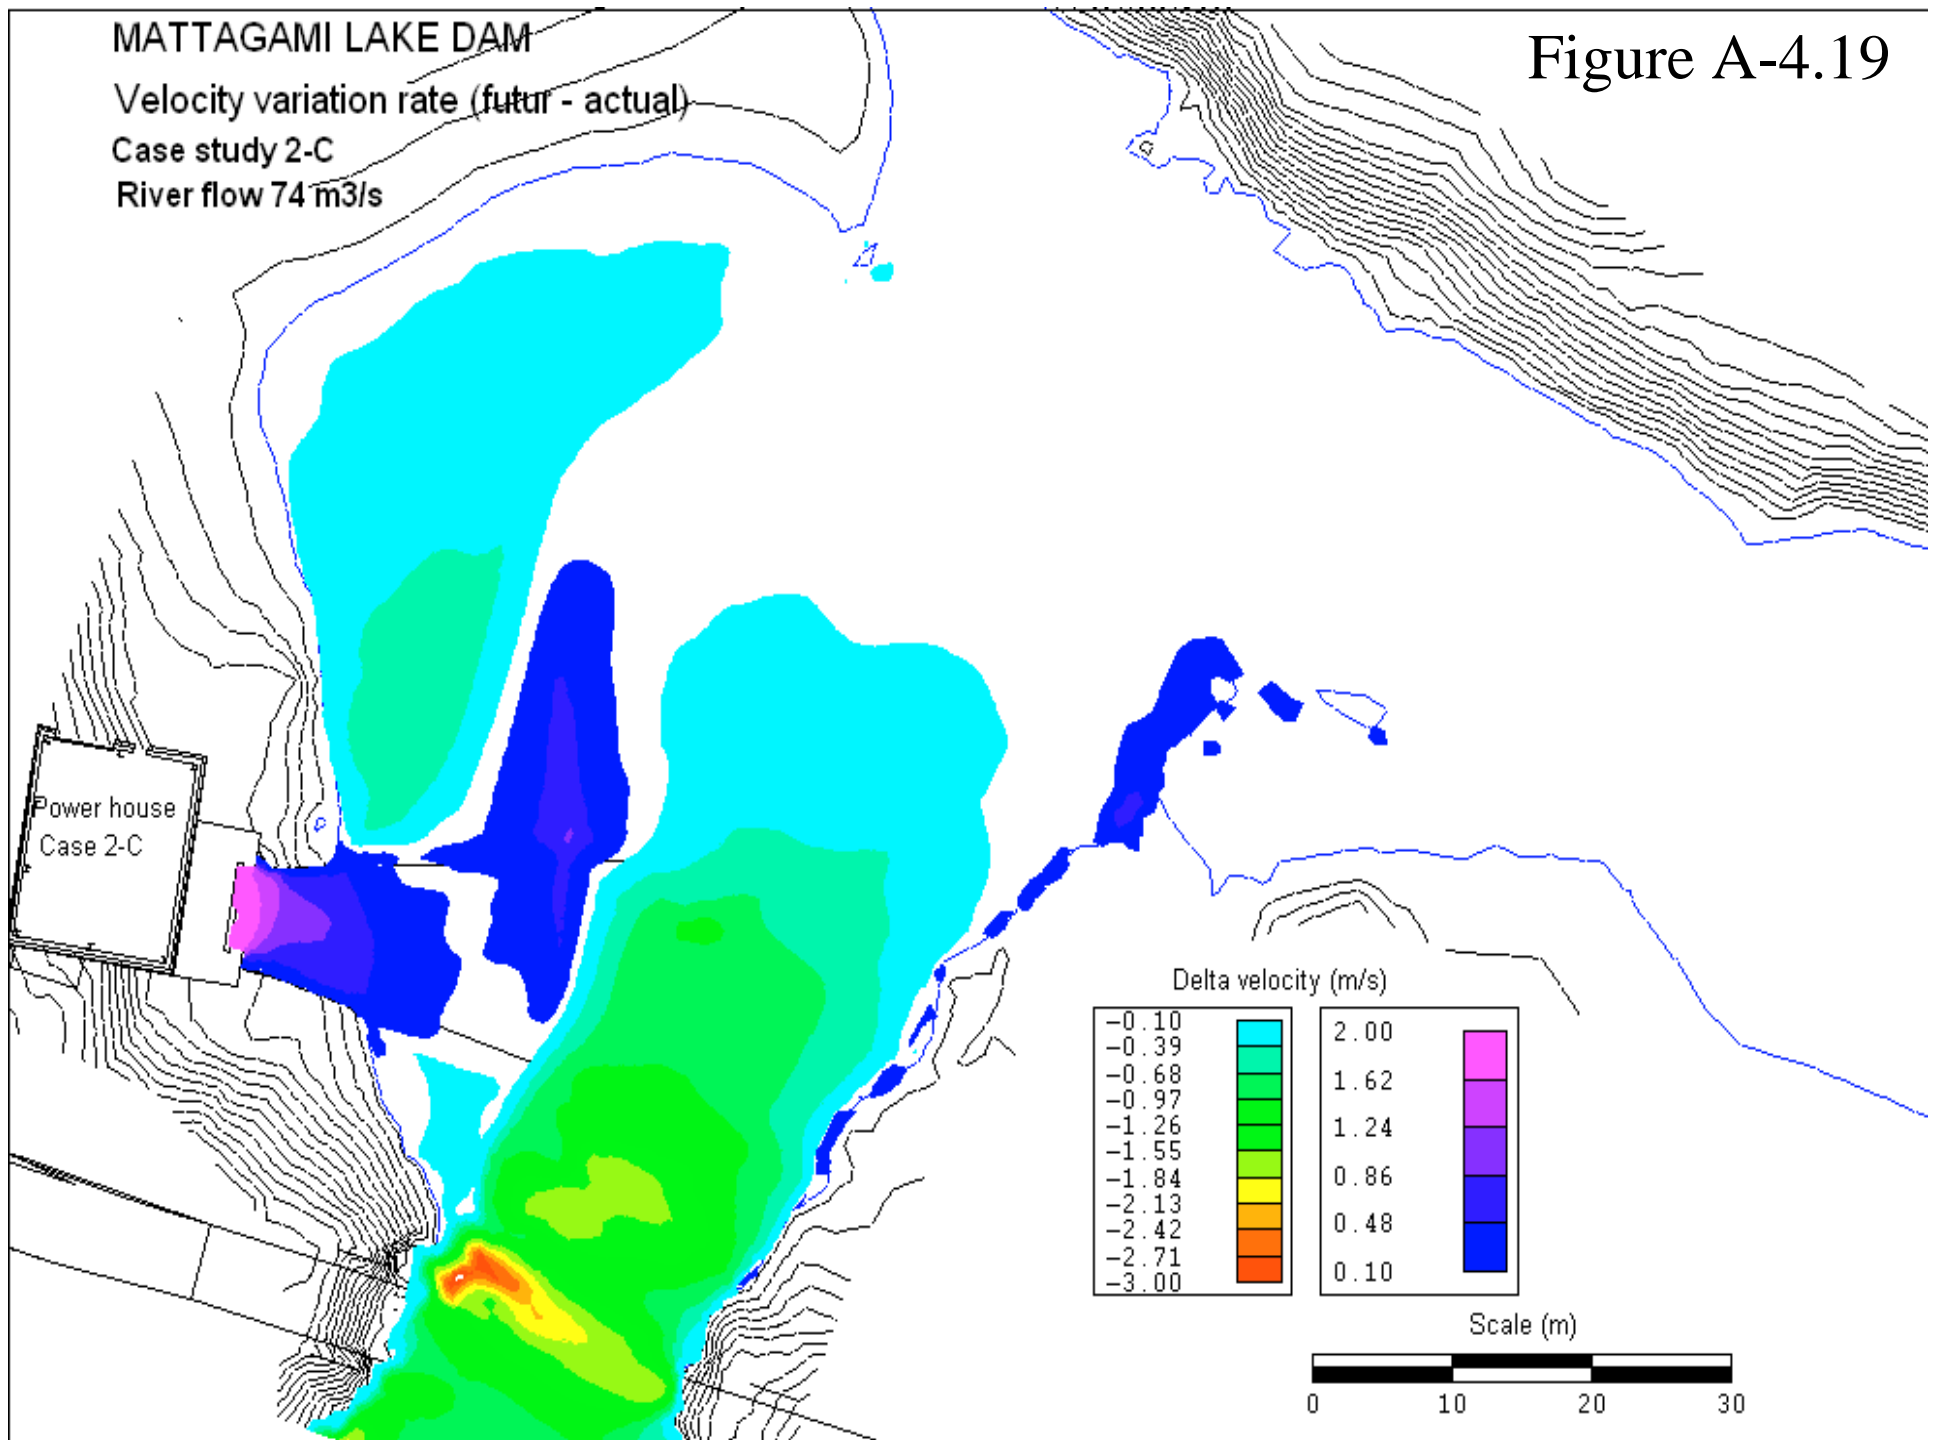 MATTAGAMI LAKE DAM
Figure A-4.19
Velocity variation rate (futur - actual)
Case study 2-C
River flow 74 m3/s
Power house
Case 2-C
Delta velocity (m/s)
-0.10
-0.39
-0.68
-0.97
-1.26
-1.55
-1.84
-2.13
-2.42
-2.71
-3.00
2.00
1.62
1.24
0.86
0.48
0.10
Scale (m)
0 10 20 30